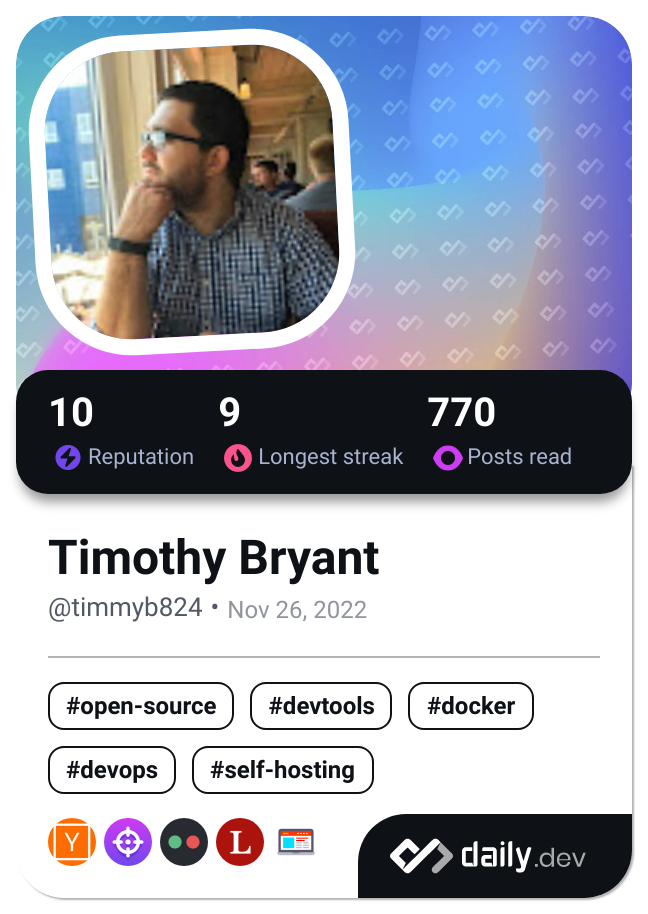 10 9 770
Reputation Longest streak Posts read
Timothy Bryant
@timmyb824 • Nov 26, 2022
#open-source #devtools #docker
#devops #self-hosting
Y L
daily.dev